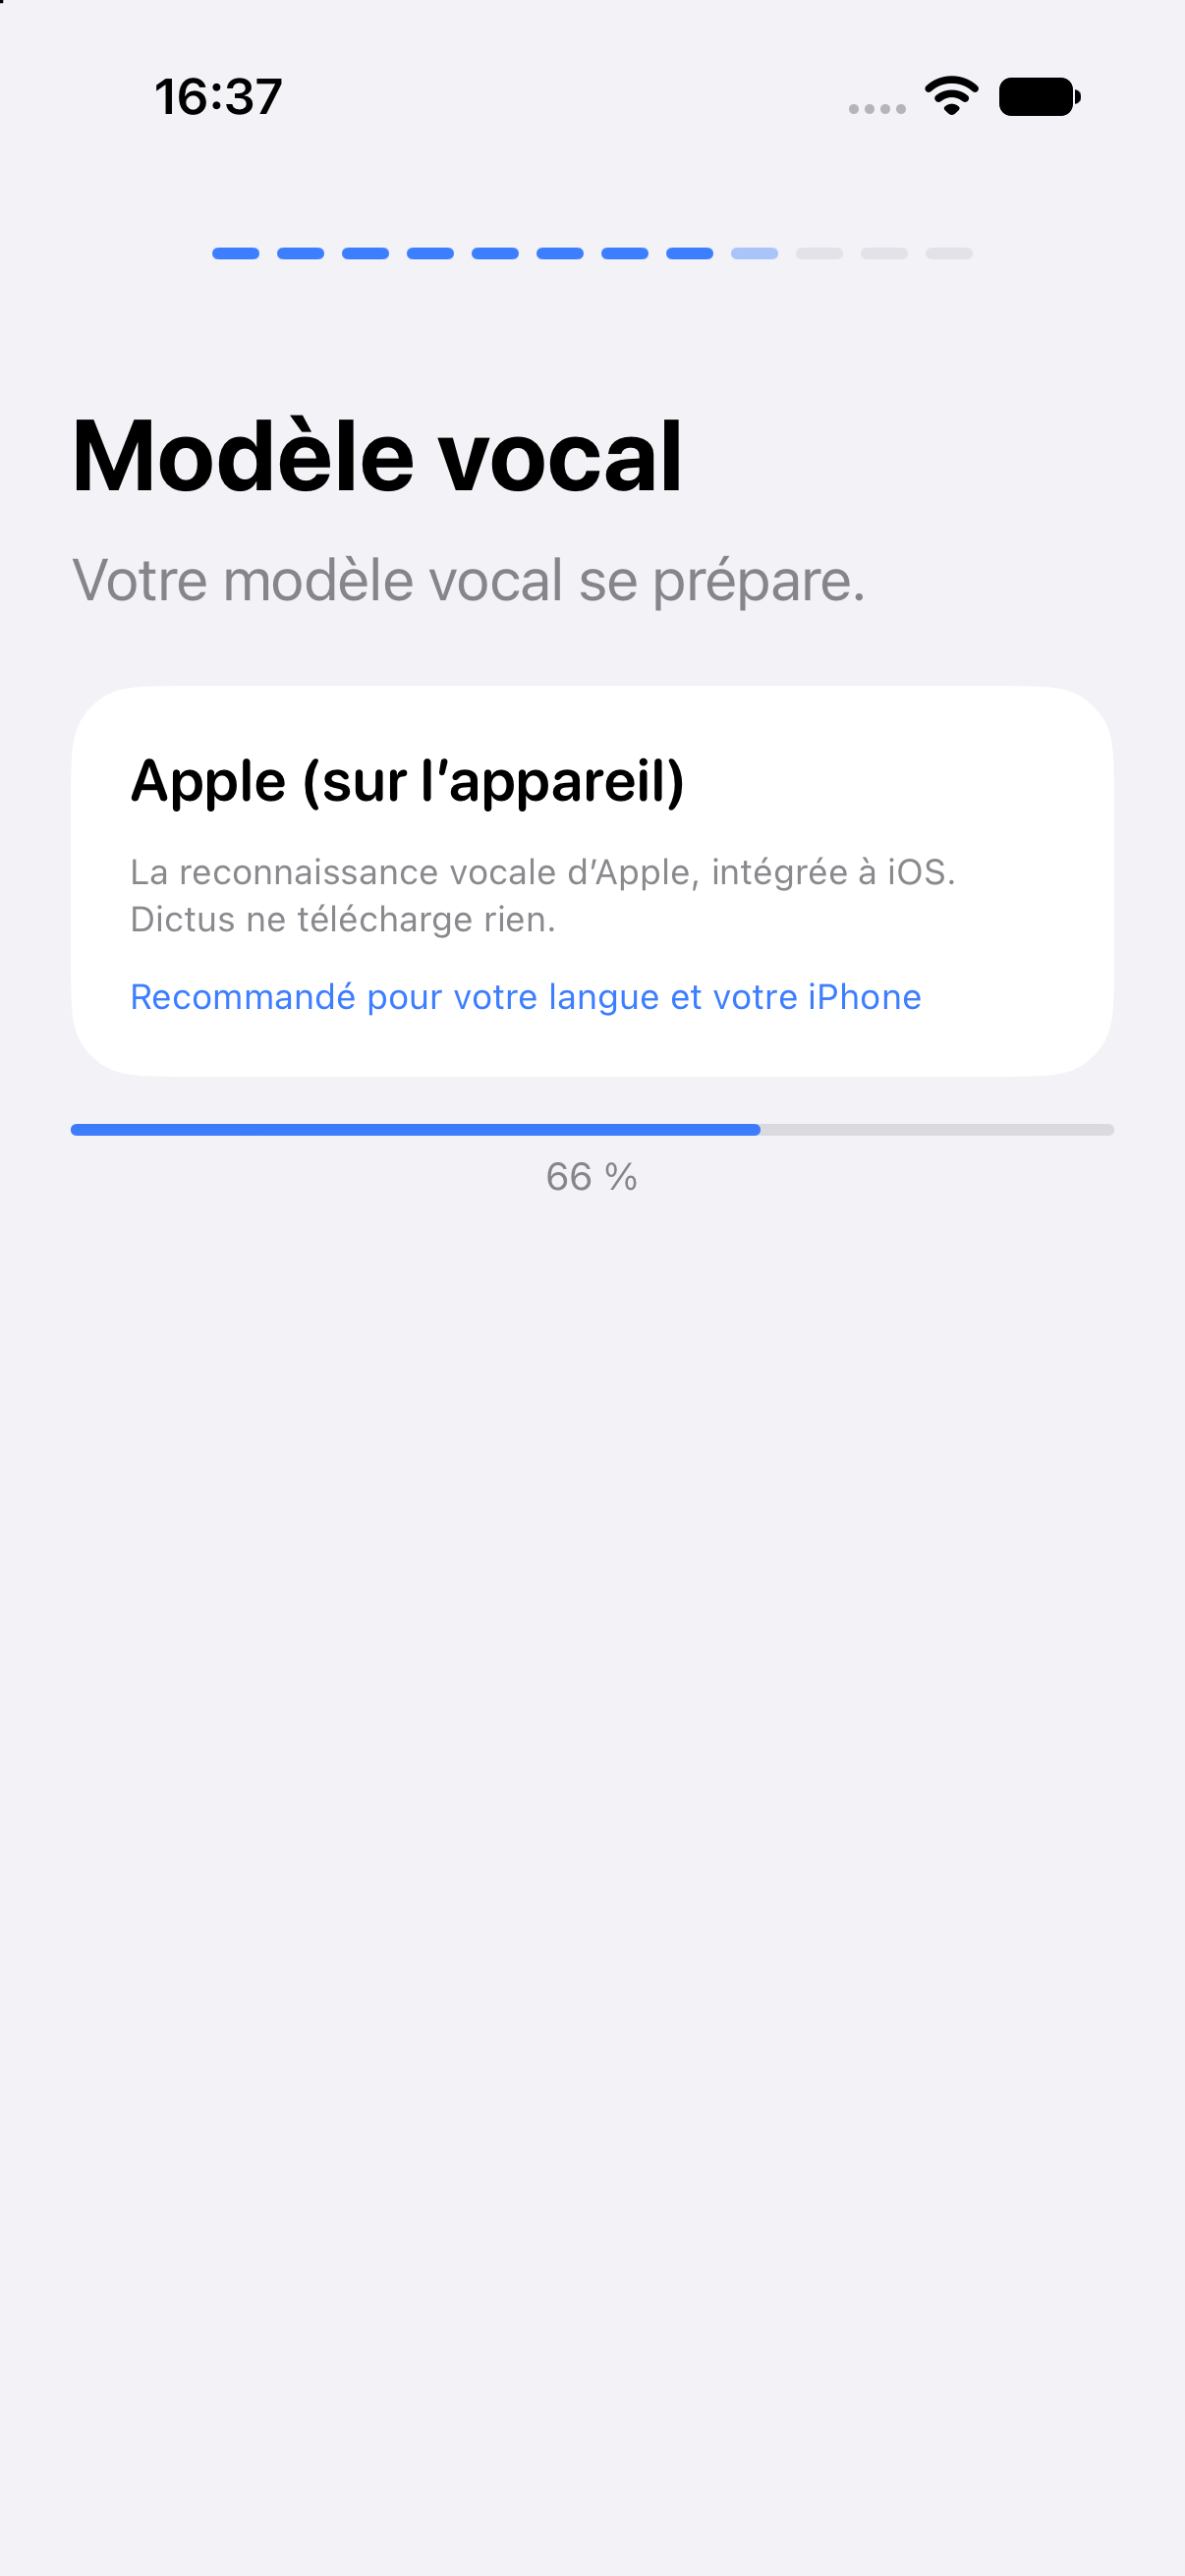 16:37
Modèle vocal
Votre modèle vocal se prépare.
Apple (sur l’appareil)
La reconnaissance vocale d’Apple, intégrée à iOS.
Dictus ne télécharge rien.
Recommandé pour votre langue et votre iPhone
66 %